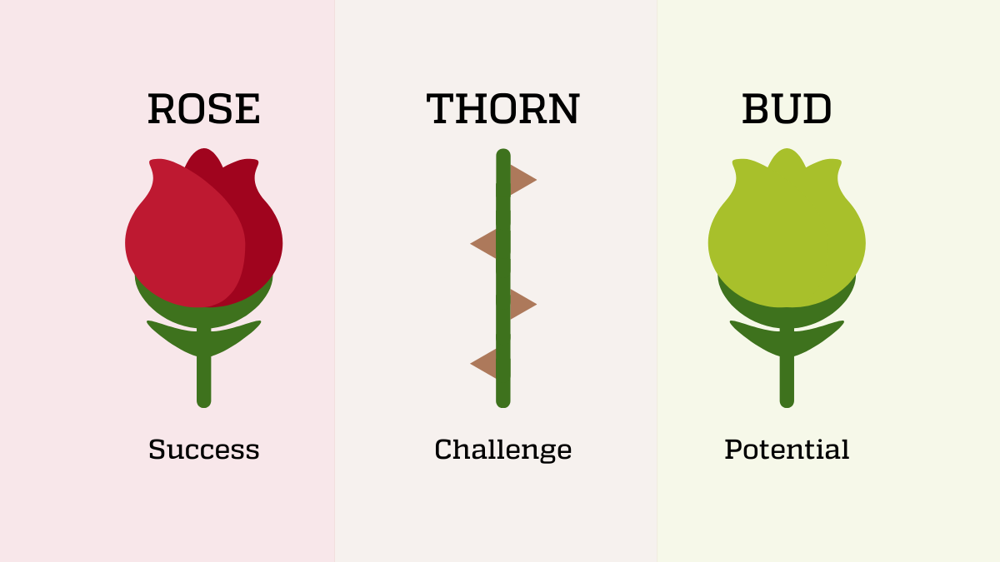 ROSE
THORN
BUD
Success
Challenge
Potential